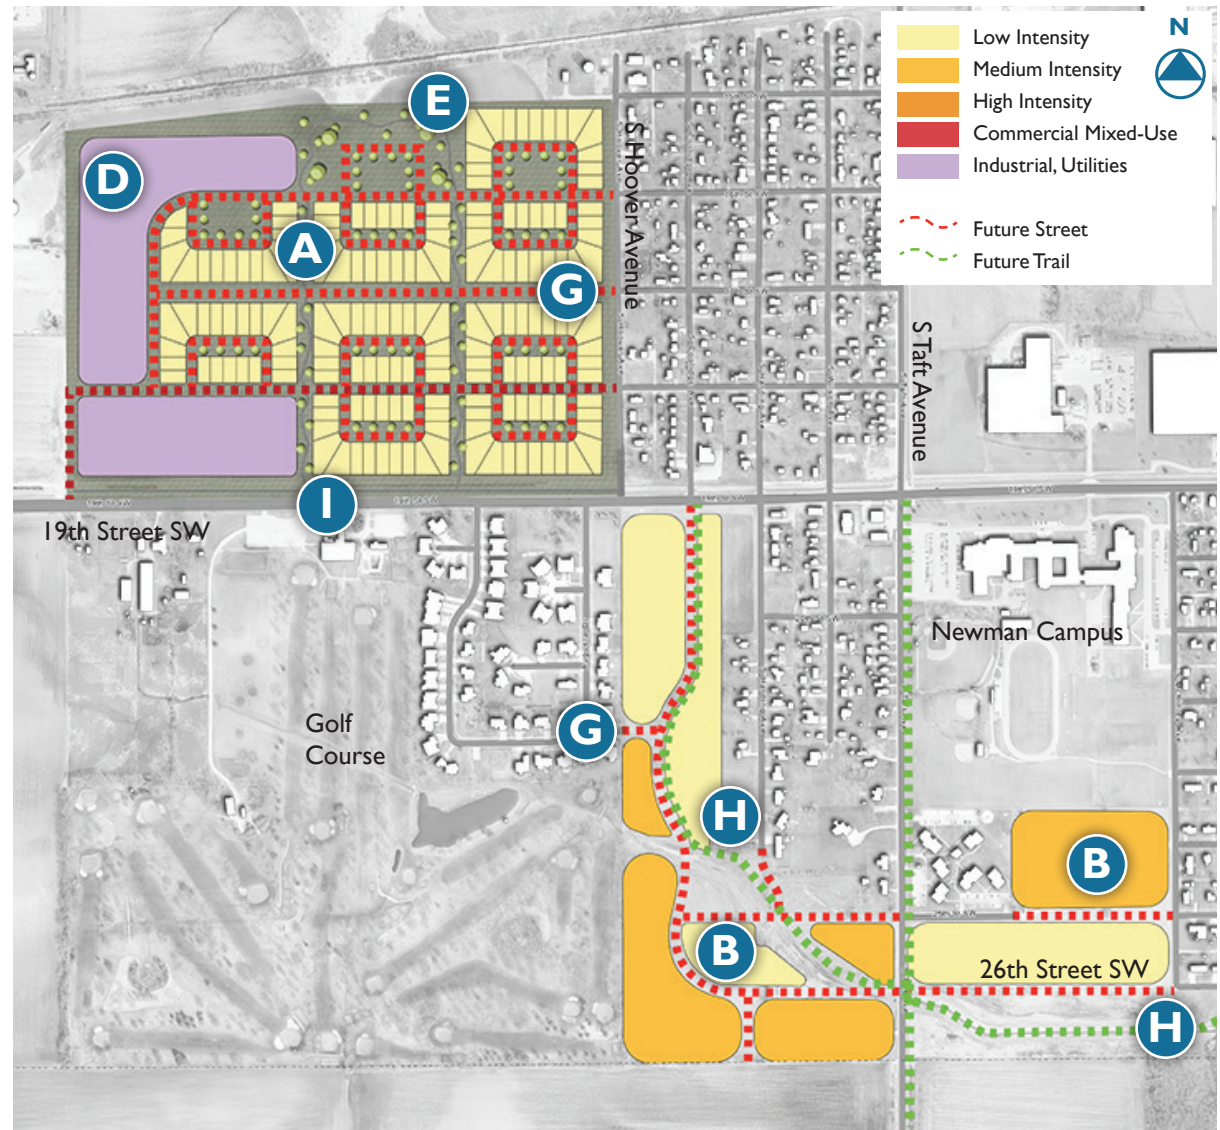 N
Low Intensity
Medium Intensity
High Intensity
Commercial Mixed-Use
Industrial, Utilities
Future Street
Future Trail
E
D
S Hoover Avenue
A
G
S Taft Avenue
I
19th Street SW
Newman Campus
Golf
Course
G
H
B
B
26th Street SW
H